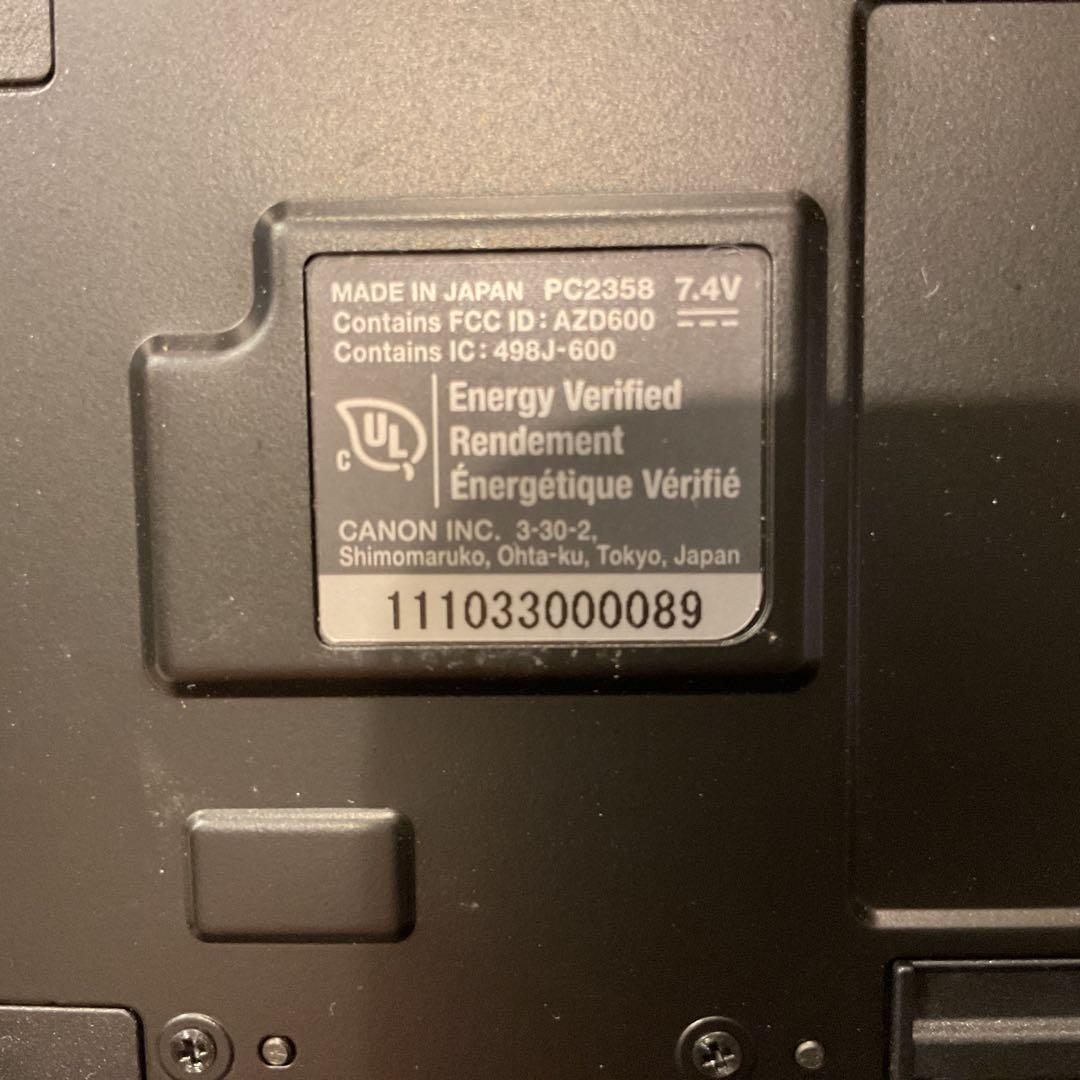 MADE IN JAPAN PC2358 7.4V
Contains FCC ID: AZD600
Contains IC: 498J-600
c UL
Energy Verified
Rendement
Énergétique Vérifié
CANON INC. 3-30-2,
Shimomaruko, Ohta-ku, Tokyo, Japan
111033000089